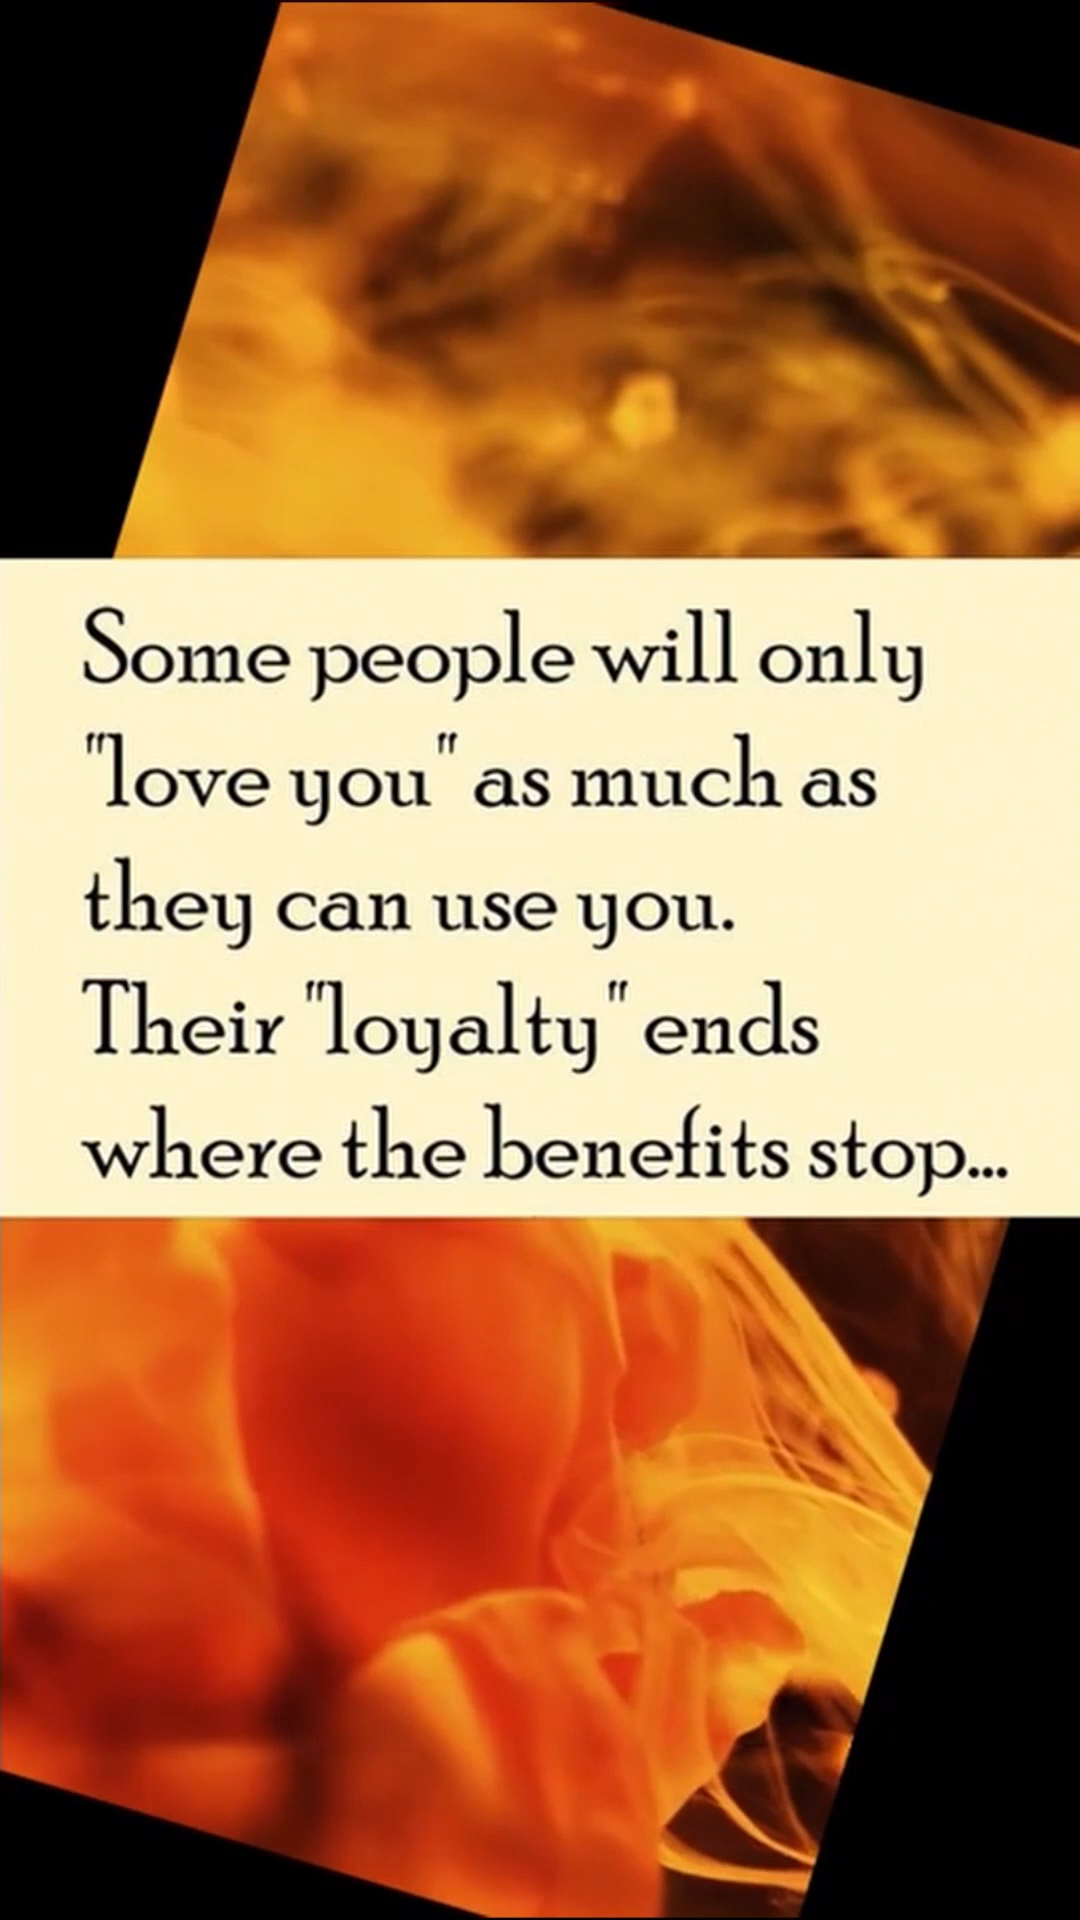 Some people will only
"love you" as much as
they can use you.
Their "loyalty" ends
where the benefits stop...